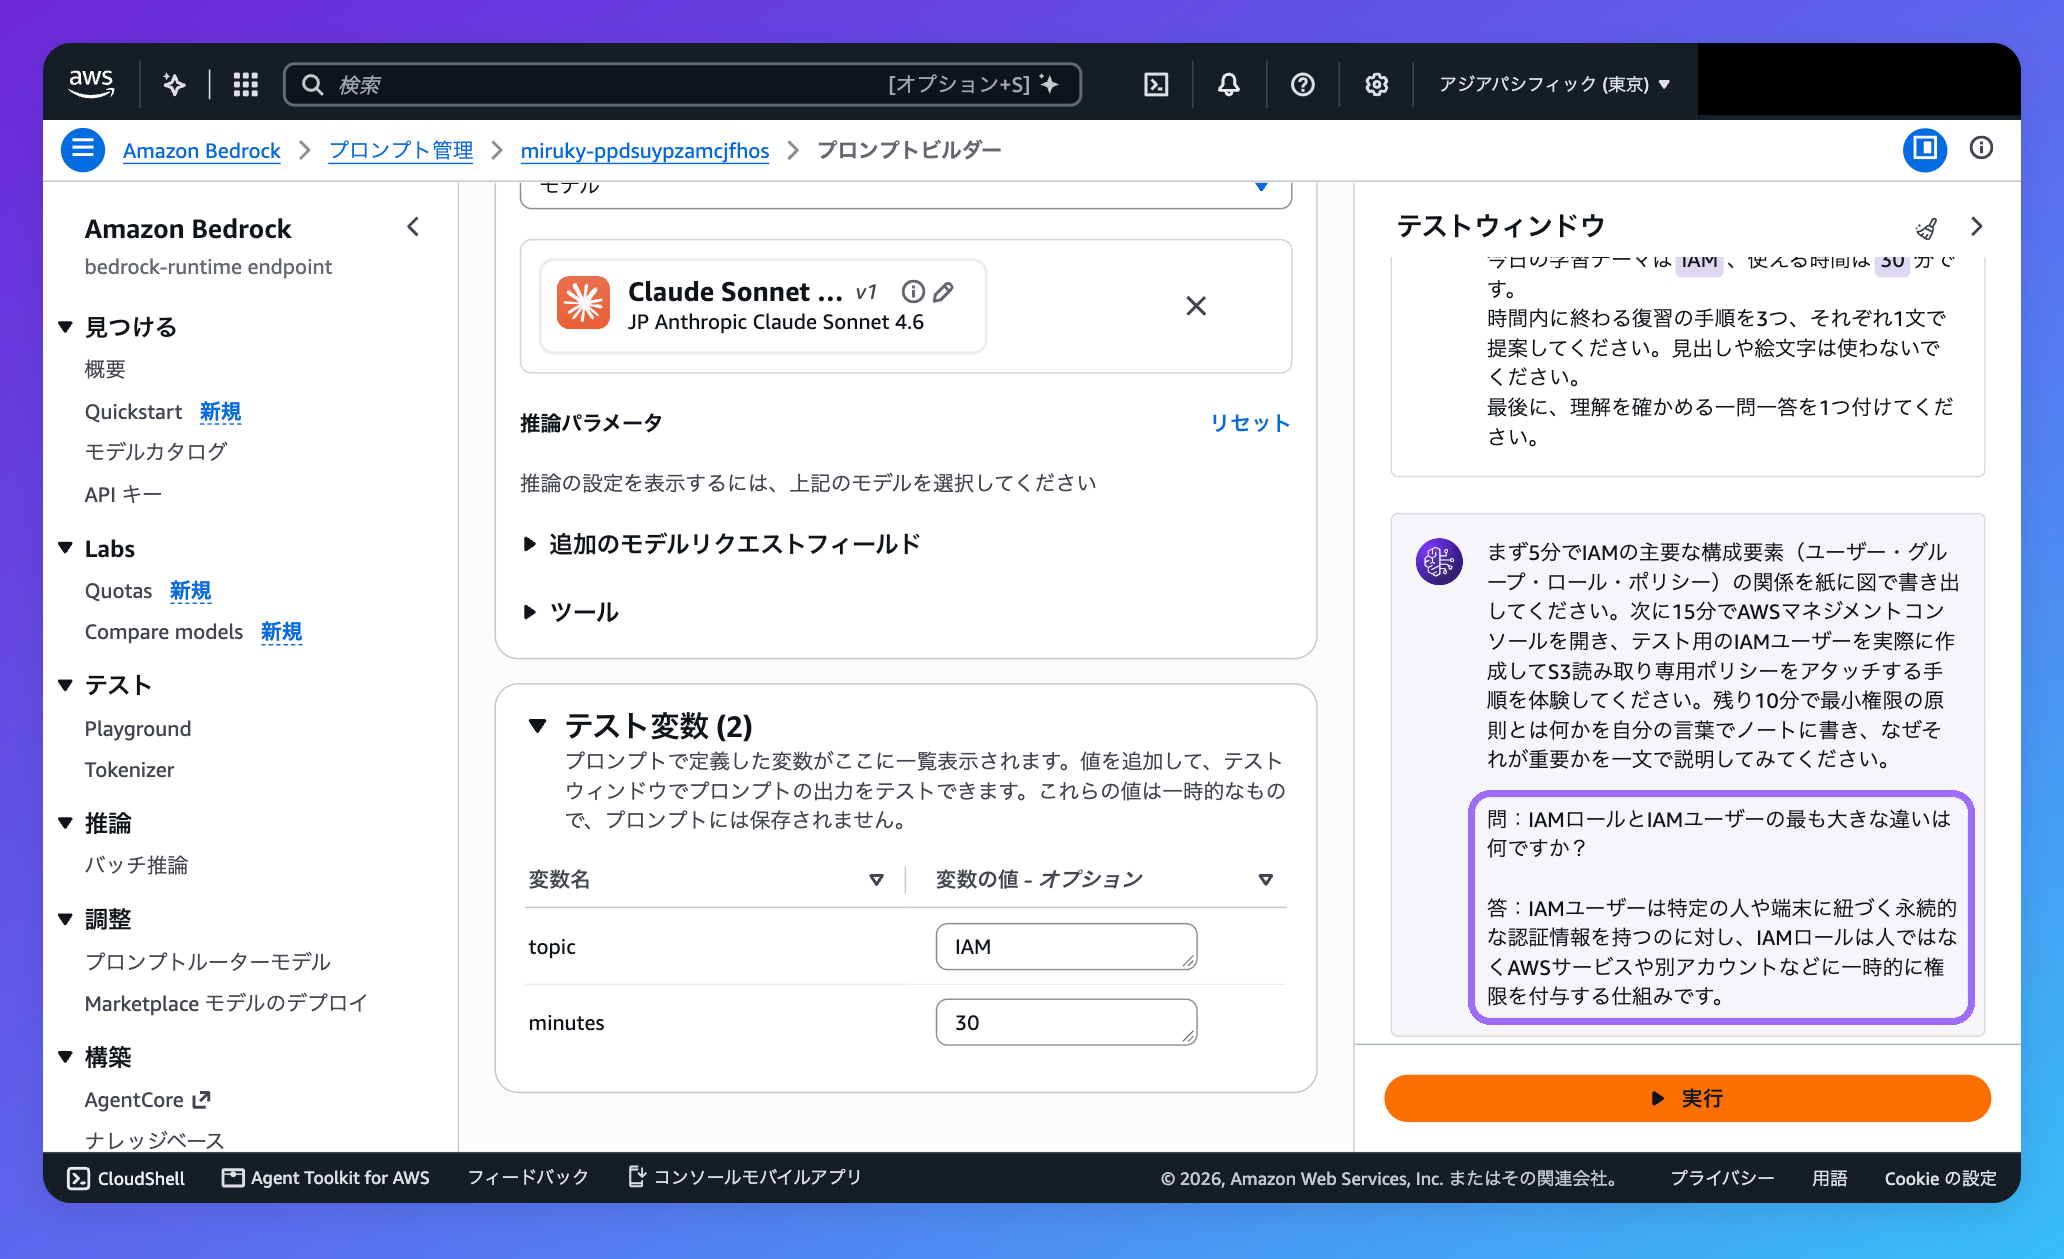 aws
検索
[オプション+S]
アジアパシフィック (東京)
Amazon Bedrock
プロンプト管理
miruky-ppdsuypzamcjfhos
プロンプトビルダー
Amazon Bedrock
bedrock-runtime endpoint
見つける
概要
Quickstart 新規
モデルカタログ
API キー
Labs
Quotas 新規
Compare models 新規
テスト
Playground
Tokenizer
推論
バッチ推論
調整
プロンプトルーターモデル
Marketplace モデルのデプロイ
構築
AgentCore
ナレッジベース
モデル
Claude Sonnet ... v1
JP Anthropic Claude Sonnet 4.6
推論パラメータ
リセット
推論の設定を表示するには、上記のモデルを選択してください
追加のモデルリクエストフィールド
ツール
テスト変数 (2)
プロンプトで定義した変数がここに一覧表示されます。値を追加して、テスト
ウィンドウでプロンプトの出力をテストできます。これらの値は一時的なもの
で、プロンプトには保存されません。
変数名
変数の値 - オプション
topic
IAM
minutes
30
テストウィンドウ
今日の学習テーマは IAM 、使える時間は 30 分で
す。
時間内に終わる復習の手順を3つ、それぞれ1文で
提案してください。見出しや絵文字は使わないで
ください。
最後に、理解を確かめる一問一答を1つ付けてくだ
さい。
まず5分でIAMの主要な構成要素（ユーザー・グル
ープ・ロール・ポリシー）の関係を紙に図で書き出
してください。次に15分でAWSマネジメントコン
ソールを開き、テスト用のIAMユーザーを実際に作
成してS3読み取り専用ポリシーをアタッチする手
順を体験してください。残り10分で最小権限の原
則とは何かを自分の言葉でノートに書き、なぜそ
れが重要かを一文で説明してみてください。
問：IAMロールとIAMユーザーの最も大きな違いは
何ですか？
答：IAMユーザーは特定の人や端末に紐づく永続的
な認証情報を持つのに対し、IAMロールは人ではな
くAWSサービスや別アカウントなどに一時的に権
限を付与する仕組みです。
実行
CloudShell
Agent Toolkit for AWS
フィードバック
コンソールモバイルアプリ
© 2026, Amazon Web Services, Inc. またはその関連会社。
プライバシー
用語
Cookie の設定